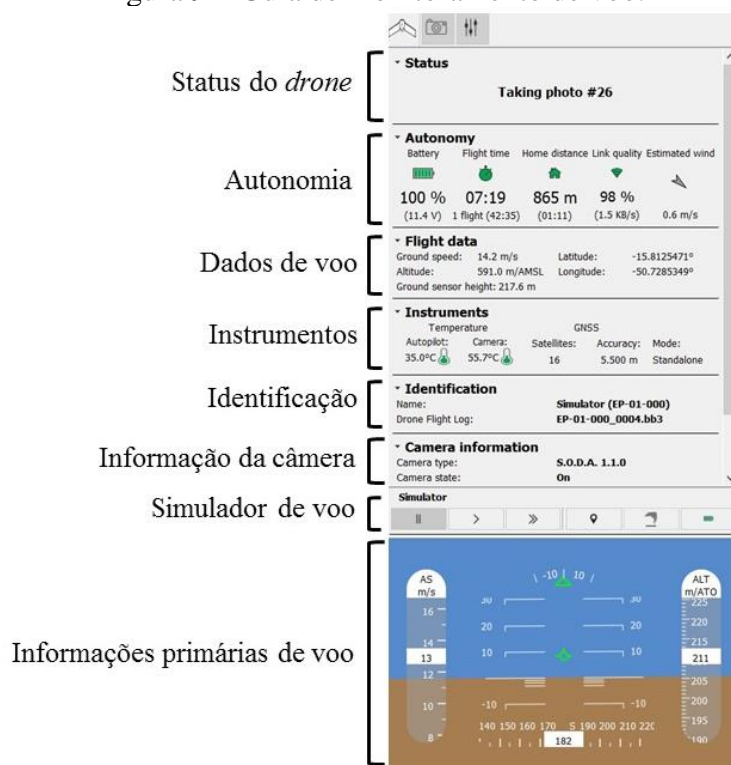 Status do drone
Autonomia
Dados de voo
Instrumentos
Identificação
Informação da câmera
Simulador de voo
Informações primárias de voo
Status
Taking photo #26
Autonomy
Battery Flight time Home distance Link quality Estimated wind
100 % 07:19 865 m 98 %
(11.4 V) 1 flight (42:35) (01:11) (1.5 KB/s) 0.6 m/s
Flight data
Ground speed: 14.2 m/s Latitude: -15.8125471°
Altitude: 591.0 m/AMSL Longitude: -50.7285349°
Ground sensor height: 217.6 m
Instruments
Temperature GNSS
Autopilot: Camera: Satellites: Accuracy: Mode:
35.0°C 55.7°C 16 5.500 m Standalone
Identification
Name: Simulator (EP-01-000)
Drone Flight Log: EP-01-000_0004.bb3
Camera information
Camera type: S.O.D.A. 1.1.0
Camera state: On
Simulator
AS
m/s
16
14
13
12
10
8
-10 10
30 30
20 20
10 10
-10 -10
140 150 160 170 S 190 200 210 220
182
ALT
m/ATO
225
220
215
211
205
200
195
190